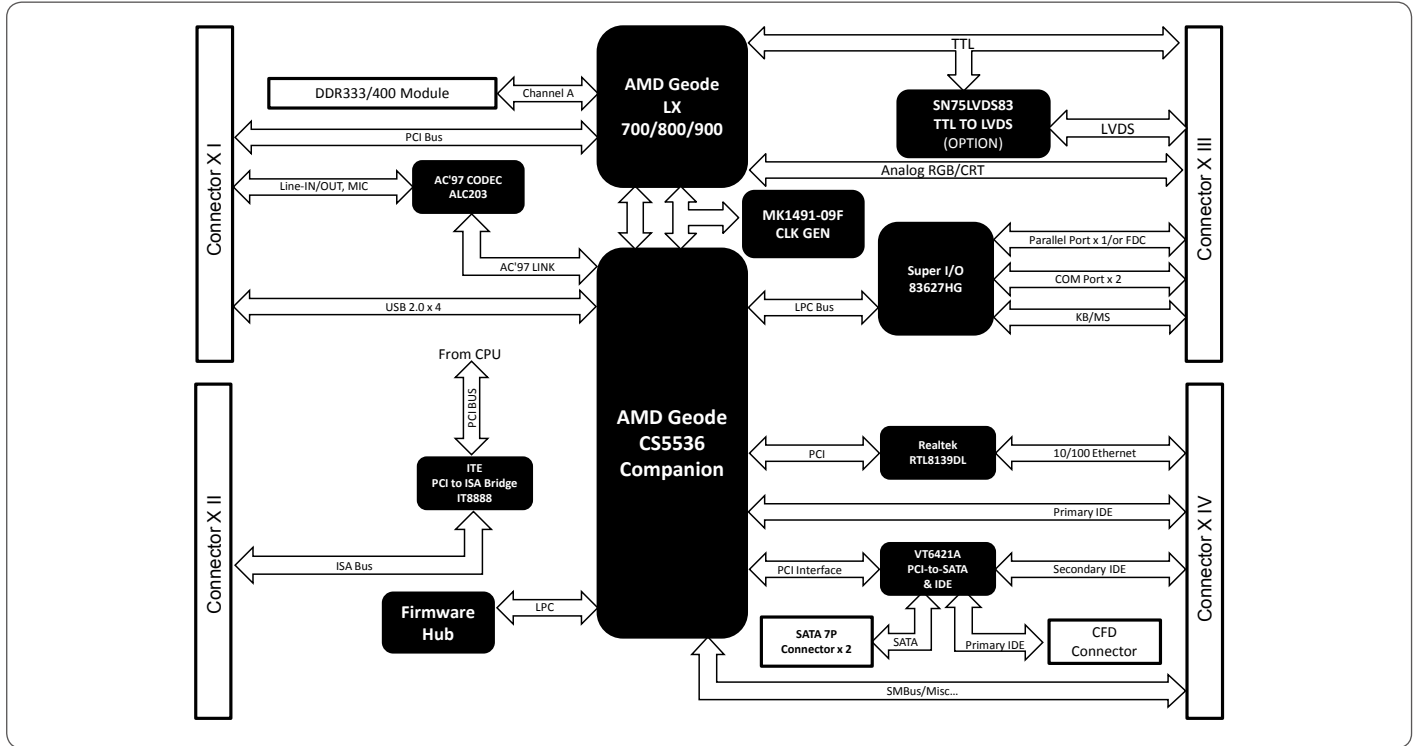 Connector X I
DDR333/400 Module
Channel A
PCI Bus
Line-IN/OUT, MIC
AC'97 CODEC
ALC203
AC'97 LINK
USB 2.0 x 4
AMD Geode
LX
700/800/900
TTL
SN75LVDS83
TTL TO LVDS
(OPTION)
LVDS
Analog RGB/CRT
MK1491-09F
CLK GEN
Super I/O
83627HG
Parallel Port x 1/or FDC
COM Port x 2
KB/MS
LPC Bus
Connector X III
Connector X II
From CPU
PCI BUS
ITE
PCI to ISA Bridge
IT8888
ISA Bus
Firmware
Hub
LPC
AMD Geode
CS5536
Companion
PCI
Realtek
RTL8139DL
10/100 Ethernet
Primary IDE
PCI Interface
VT6421A
PCI-to-SATA
& IDE
Secondary IDE
SATA 7P
Connector x 2
SATA
Primary IDE
CFD
Connector
SMBus/Misc...
Connector X IV